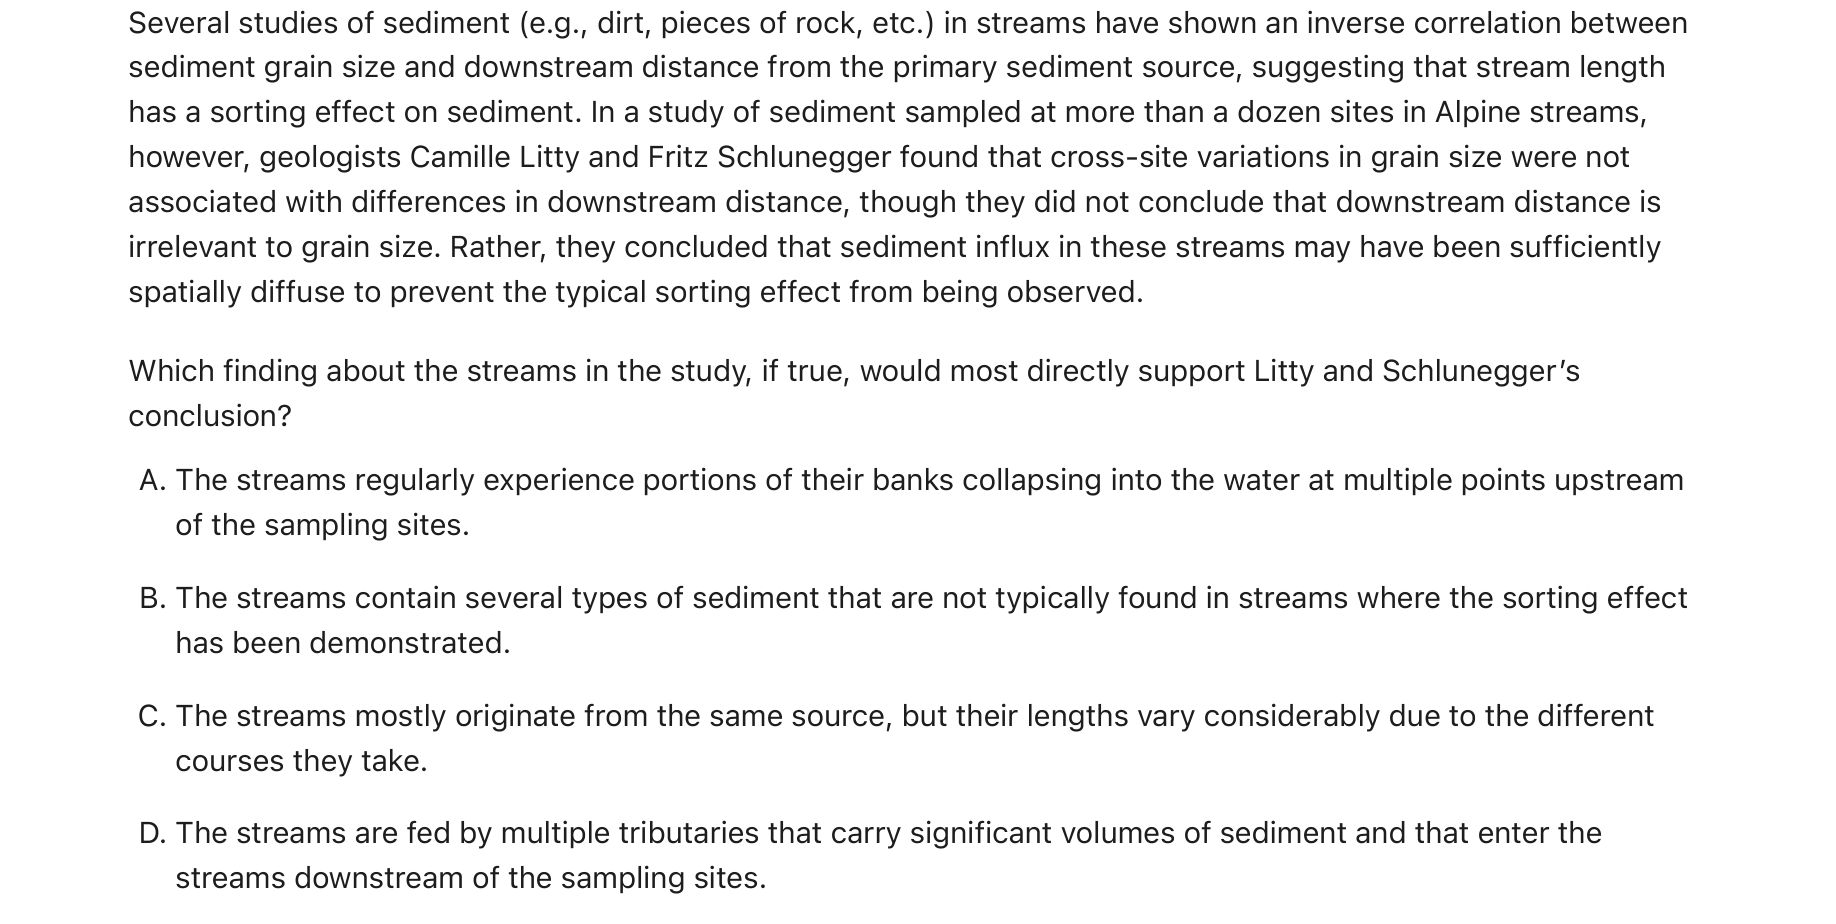 Several studies of sediment (e.g., dirt, pieces of rock, etc.) in streams have shown an inverse correlation between
sediment grain size and downstream distance from the primary sediment source, suggesting that stream length
has a sorting effect on sediment. In a study of sediment sampled at more than a dozen sites in Alpine streams,
however, geologists Camille Litty and Fritz Schlunegger found that cross-site variations in grain size were not
associated with differences in downstream distance, though they did not conclude that downstream distance is
irrelevant to grain size. Rather, they concluded that sediment influx in these streams may have been sufficiently
spatially diffuse to prevent the typical sorting effect from being observed.
Which finding about the streams in the study, if true, would most directly support Litty and Schlunegger’s
conclusion?
A. The streams regularly experience portions of their banks collapsing into the water at multiple points upstream
of the sampling sites.
B. The streams contain several types of sediment that are not typically found in streams where the sorting effect
has been demonstrated.
C. The streams mostly originate from the same source, but their lengths vary considerably due to the different
courses they take.
D. The streams are fed by multiple tributaries that carry significant volumes of sediment and that enter the
streams downstream of the sampling sites.